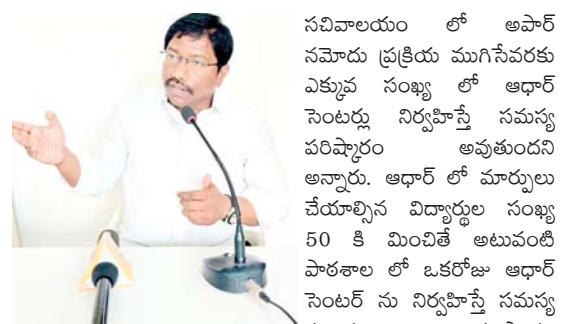 సచివాలయం లో అపార్
నమోదు ప్రక్రియ ముగిసేవరకు
ఎక్కువ సంఖ్య లో ఆధార్
సెంటర్లు నిర్వహిస్తే సమస్య
పరిష్కారం అవుతుందని
అన్నారు. ఆధార్ లో మార్పులు
చేయాల్సిన విద్యార్థుల సంఖ్య
50 కి మించితే అటువంటి
పాఠశాల లో ఒకరోజు ఆధార్
సెంటర్ ను నిర్వహిస్తే సమస్య